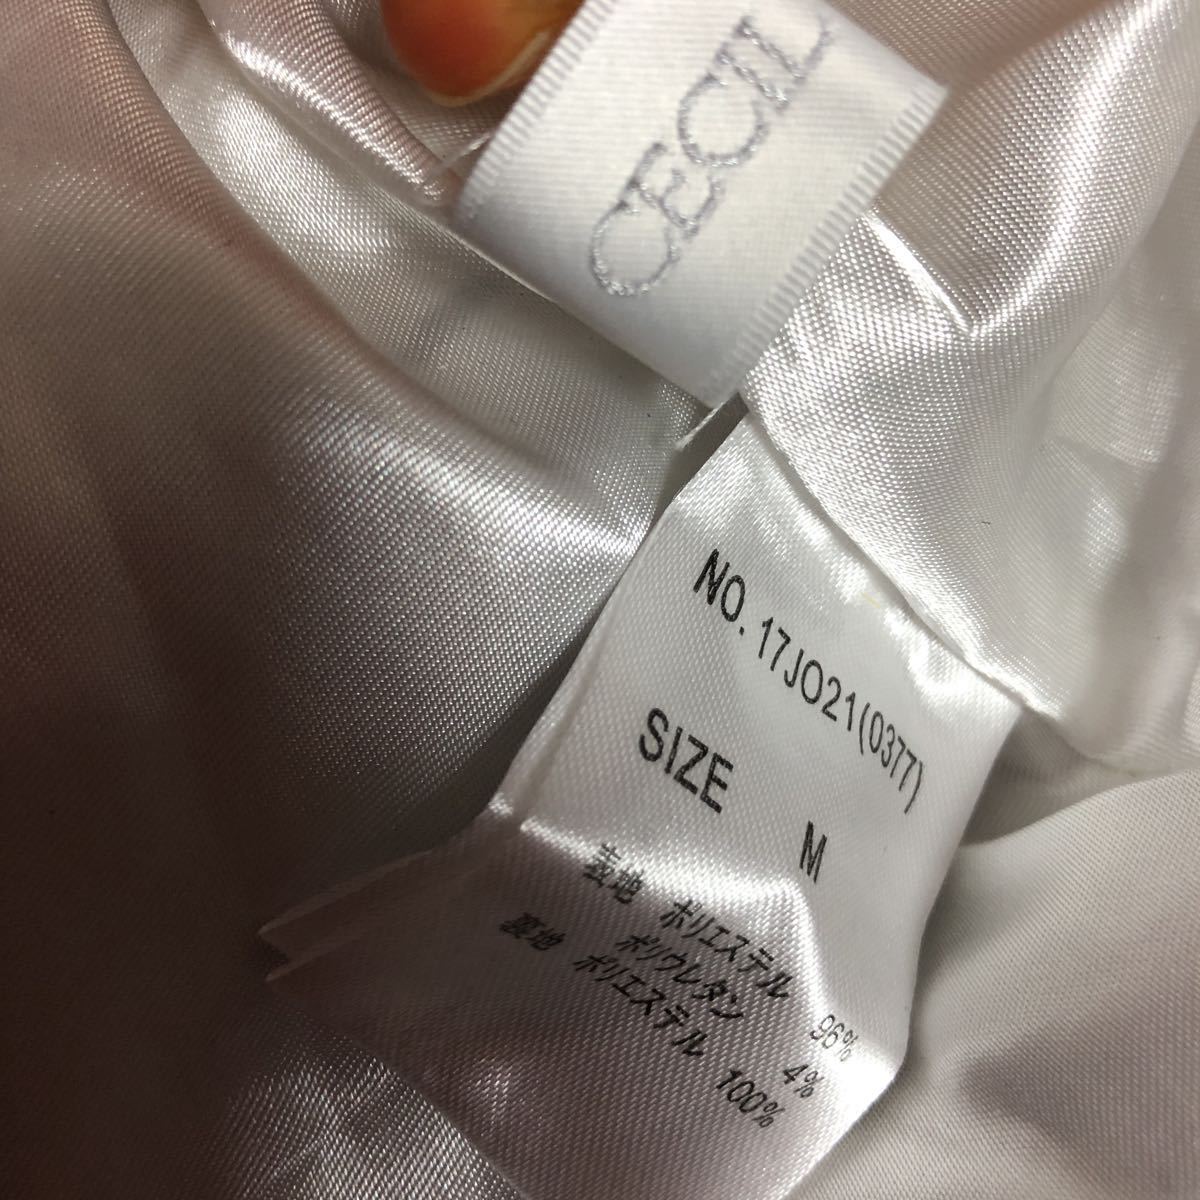 CECIL
NO. 17JO21(0377)
SIZE M
表地 ポリエステル 96%
ポリウレタン 4%
裏地 ポリエステル 100%